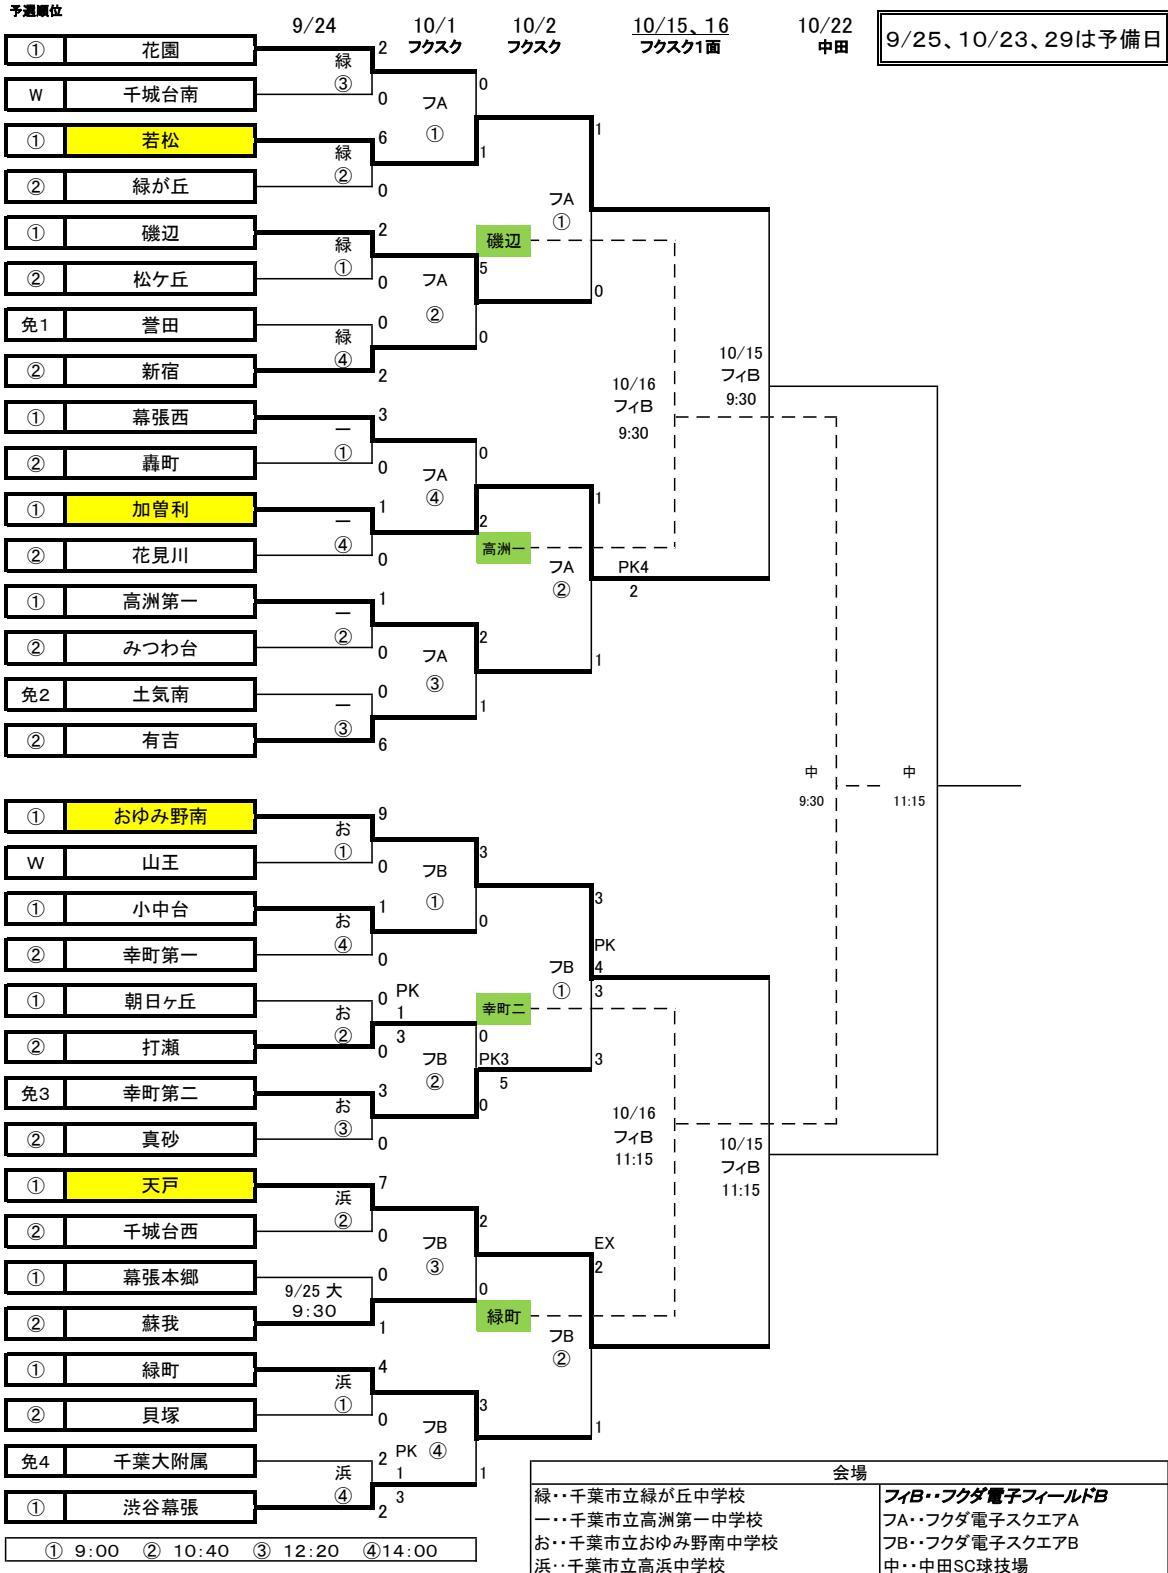 予選順位
9/24 10/1 10/2 10/15、16 10/22
フクスク フクスク フクスク1面 中田
9/25、10/23、29は予備日
① 花園 2
緑 ③
W 千城台南 0
フA ① 0 1
① 若松 6
緑 ②
② 緑が丘 0
フA ① 1 0
① 磯辺 2
緑 ①
② 松ケ丘 0
磯辺
フA ② 5 0
免1 誉田 0
緑 ④
② 新宿 2
10/15
フィB
9:30
10/16
フィB
9:30
① 幕張西 3
一 ①
② 轟町 0
フA ④ 0 2
① 加曽利 1
一 ④
② 花見川 0
高洲一
フA ② 1 1
PK4
2
① 高洲第一 1
一 ②
② みつわ台 0
フA ③ 2 1
免2 土気南 0
一 ③
② 有吉 6
中 9:30
中 11:15
① おゆみ野南 9
お ①
W 山王 0
フB ① 3 0
① 小中台 1
お ④
② 幸町第一 0
3
PK
4
3
フB ①
3
① 朝日ヶ丘 0
お ②
PK
1
3
② 打瀬 0
幸町二
フB ② 0
PK3
5
0
免3 幸町第二 3
お ③
② 真砂 0
10/16
フィB
11:15
10/15
フィB
11:15
① 天戸 7
浜 ②
② 千城台西 0
フB ③ 2 0
① 幕張本郷 0
9/25 大
9:30
② 蘇我 1
EX
2
緑町
フB ②
1
① 緑町 4
浜 ①
② 貝塚 0
フB ④ 3 1
免4 千葉大附属 2
浜 ④
PK
1
3
① 渋谷幕張 2
① 9:00 ② 10:40 ③ 12:20 ④14:00
会場
緑・・千葉市立緑が丘中学校 フィB・・フクダ電子フィールドB
一・・千葉市立高洲第一中学校 フA・・フクダ電子スクエアA
お・・千葉市立おゆみ野南中学校 フB・・フクダ電子スクエアB
浜・・千葉市立高浜中学校 中・・中田SC球技場